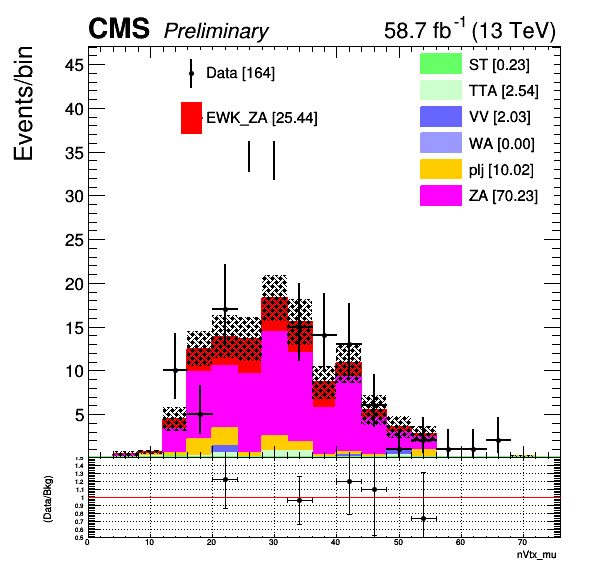 CMS Preliminary 58.7 fb⁻¹ (13 TeV)
Events/bin
45
40
35
30
25
20
15
10
5
Data [164]
EWK_ZA [25.44]
ST [0.23]
TTA [2.54]
VV [2.03]
WA [0.00]
plj [10.02]
ZA [70.23]
(Data/Bkg)
1.5
1.4
1.3
1.2
1.1
1
0.9
0.8
0.7
0.6
0.5
0 10 20 30 40 50 60 70
nVtx_mu